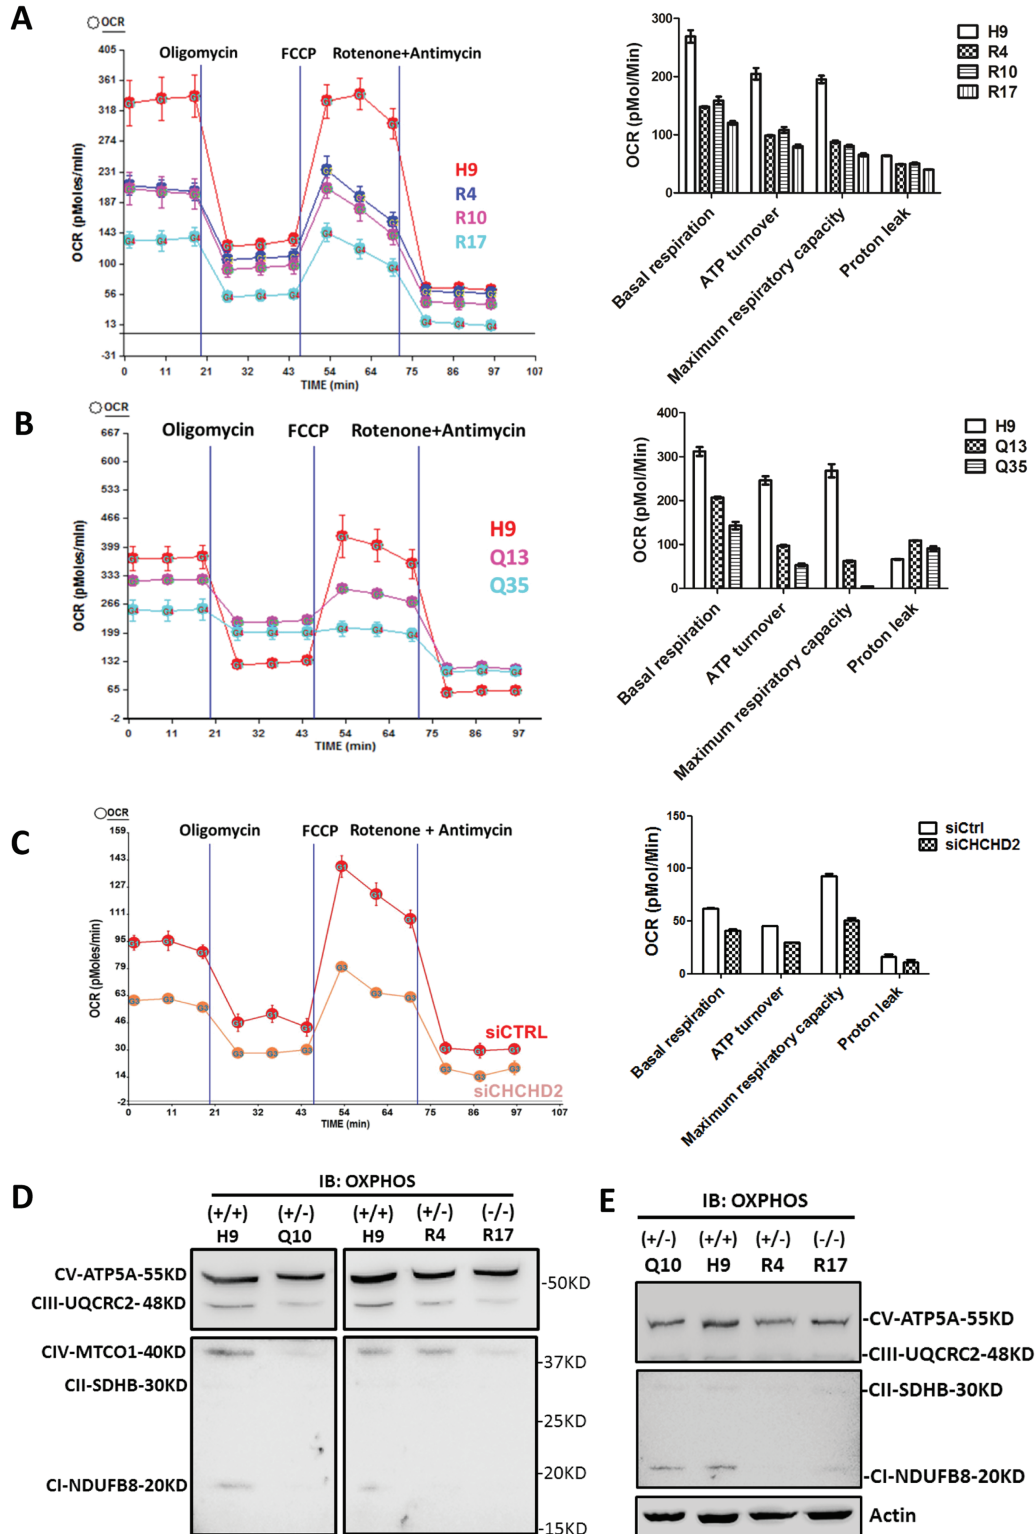 A
OCR
Oligomycin FCCP Rotenone+Antimycin
OCR (pMoles/min)
405
361
318
274
231
187
143
100
56
13
-31
H9
R4
R10
R17
0 11 21 32 43 54 64 75 86 97 107
TIME (min)
OCR (pMol/Min)
300
200
100
0
H9
R4
R10
R17
Basal respiration
ATP turnover
Maximum respiratory capacity
Proton leak
B
OCR
Oligomycin FCCP Rotenone+Antimycin
OCR (pMoles/min)
667
600
533
466
399
333
266
199
132
65
-2
H9
Q13
Q35
0 11 21 32 43 54 64 75 86 97
TIME (min)
OCR (pMol/Min)
400
300
200
100
0
H9
Q13
Q35
Basal respiration
ATP turnover
Maximum respiratory capacity
Proton leak
C
OCR
Oligomycin FCCP Rotenone + Antimycin
OCR (pMoles/min)
159
143
127
111
95
79
63
46
30
14
-2
siCTRL
siCHCHD2
0 11 21 32 43 54 64 75 86 97 107
TIME (min)
OCR (pMol/Min)
150
100
50
0
siCtrl
siCHCHD2
Basal respiration
ATP turnover
Maximum respiratory capacity
Proton leak
D
IB: OXPHOS
(+/+) (+/-) (+/+) (+/-) (-/-)
H9 Q10 H9 R4 R17
CV-ATP5A-55KD
CIII-UQCRC2-48KD
CIV-MTCO1-40KD
CII-SDHB-30KD
CI-NDUFB8-20KD
-50KD
-37KD
-25KD
-20KD
-15KD
E
IB: OXPHOS
(+/-) (+/+) (+/-) (-/-)
Q10 H9 R4 R17
-CV-ATP5A-55KD
-CIII-UQCRC2-48KD
-CII-SDHB-30KD
-CI-NDUFB8-20KD
Actin